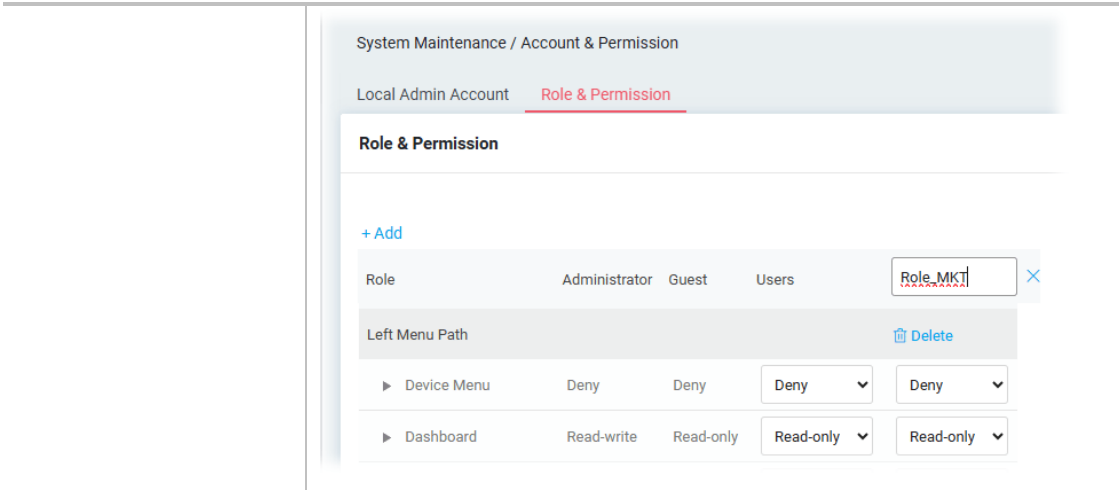 System Maintenance / Account & Permission
Local Admin Account Role & Permission
Role & Permission
+ Add
Role Administrator Guest Users Role_MKT
Left Menu Path Delete
Device Menu Deny Deny Deny Deny
Dashboard Read-write Read-only Read-only Read-only